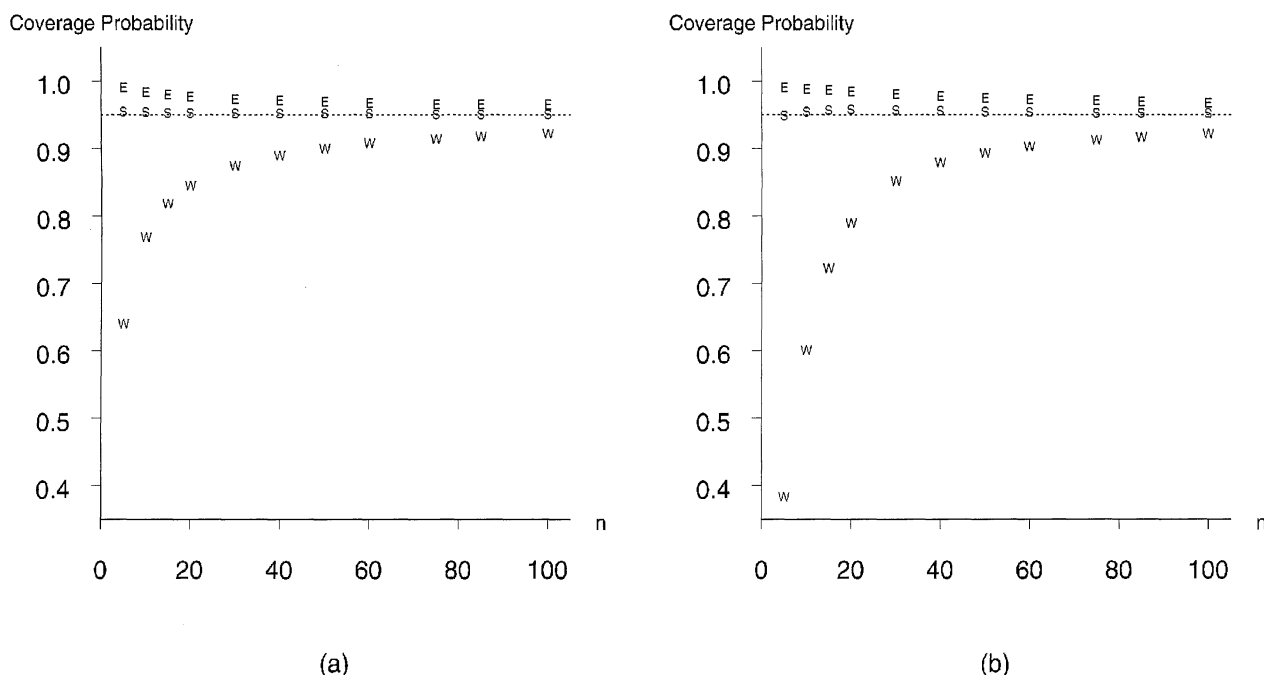 Coverage Probability Coverage Probability
1.0 E E E E E E E E E E E 1.0 E E E E E E E E E E E
S S S S S S S S S S S S S S S S S S S S S S
0.9 W W W W W W W W W W W 0.9 W W W W W W W W W W W
0.8 0.8
0.7 0.7
0.6 0.6
0.5 0.5
0.4 0.4
n n
0 20 40 60 80 100 0 20 40 60 80 100
(a) (b)